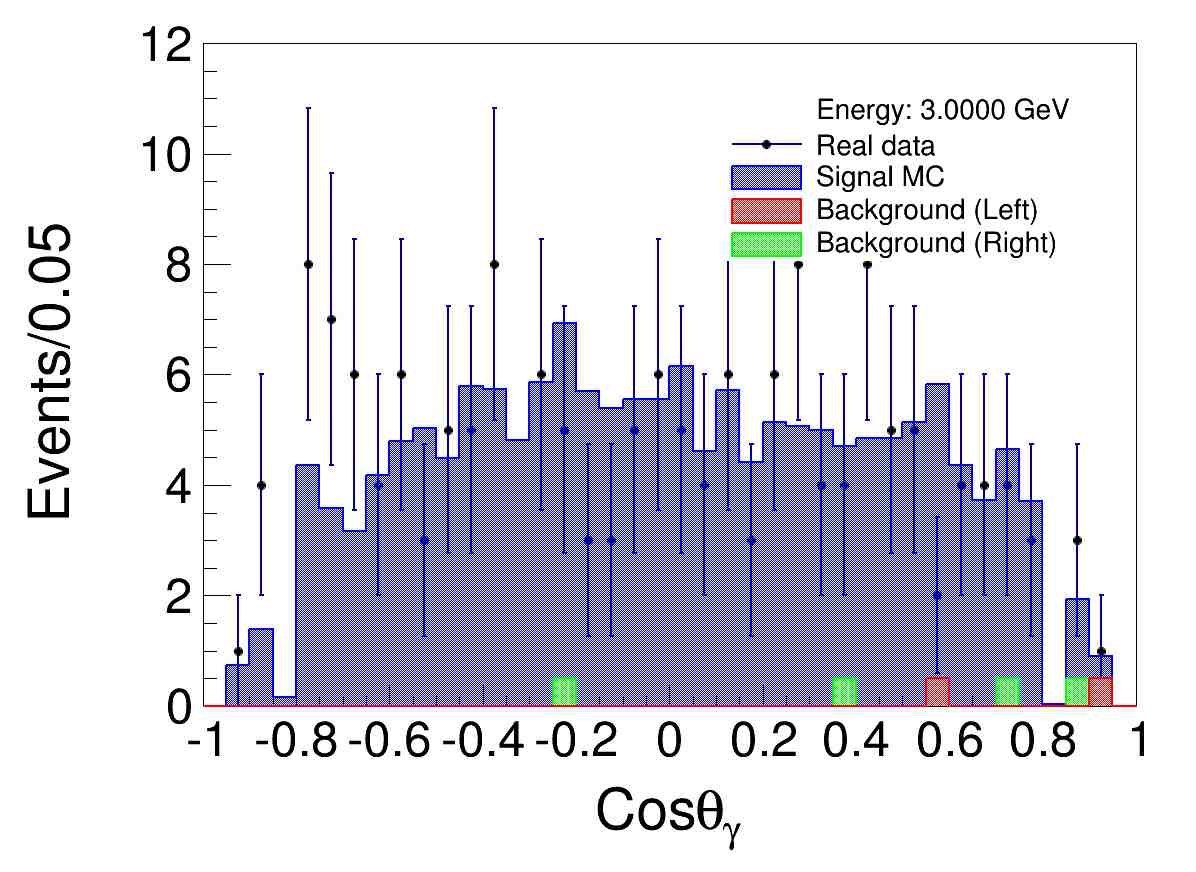 12
10
8
6
4
2
0
Events/0.05
Energy: 3.0000 GeV
Real data
Signal MC
Background (Left)
Background (Right)
-1 -0.8 -0.6 -0.4 -0.2 0 0.2 0.4 0.6 0.8 1
Cosθγ